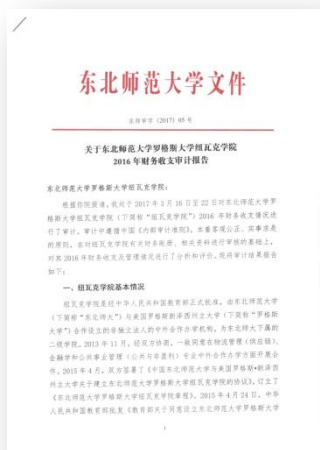 东北师范大学文件
东师审字〔2017〕05号
关于东北师范大学罗格斯大学纽瓦克学院
2016年财务收支审计报告
东北师范大学罗格斯大学纽瓦克学院：
根据你院报请，我处于2017年3月16日至22日对东北师范大
学罗格斯大学纽瓦克学院（下简称“纽瓦克学院”）2016年财务收支情况进
行了审计。审计中遵循中国《内部审计准则》，本着客观公正、实事求是
的原则，在对纽瓦克学院有关财务账册、相关资料进行审核的基础上，对
其2016年财务收支及管理情况进行了分析和评价。现将审计结果报告
如下：
一、纽瓦克学院基本情况
纽瓦克学院是经中华人民共和国教育部正式批准，由东北师范大学
（下简称“东北师大”）与美国罗格斯新泽西州立大学（下简称“罗格斯
大学”）合作设立的非独立法人的中外合作办学机构，为东北师大下属的
二级学院。2013年11月，经双方协商，一致同意在物流管理（供应链）、
金融学和公共事业管理（公共与非盈利）专业中外合作办学方面开展合
作。2015年4月，双方签署了《中国东北师范大学与美国罗格斯•新泽西
州立大学关于建立东北师范大学罗格斯大学纽瓦克学院的协议》，订立了
《东北师范大学罗格斯大学纽瓦克学院章程》。2015年4月24日，中华
人民共和国教育部批复《教育部关于同意设立东北师范大学罗格斯大学
1